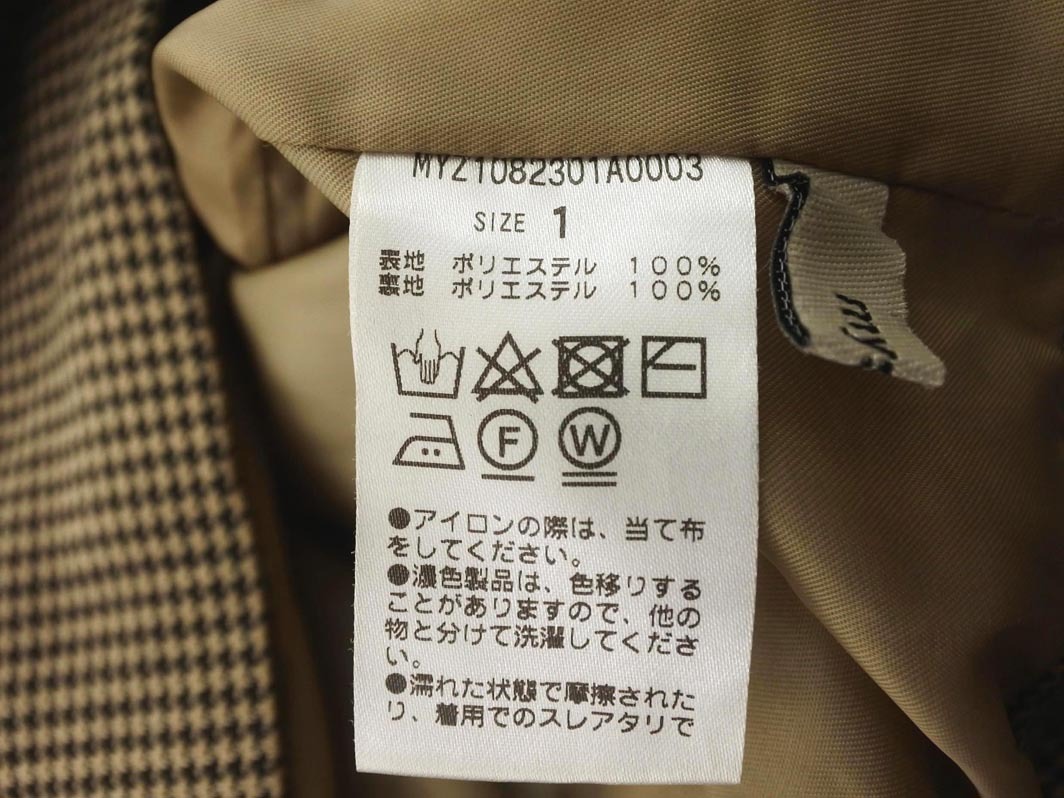 MYZ1082301A0003
SIZE 1
表地 ポリエステル 100%
裏地 ポリエステル 100%
F W
●アイロンの際は、当て布
をしてください。
●濃色製品は、色移りする
ことがありますので、他の
物と分けて洗濯してくださ
い。
●濡れた状態で摩擦された
り、着用でのスレアタリで
my